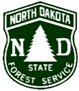 NORTH DAKOTA
N D
STATE
FOREST SERVICE